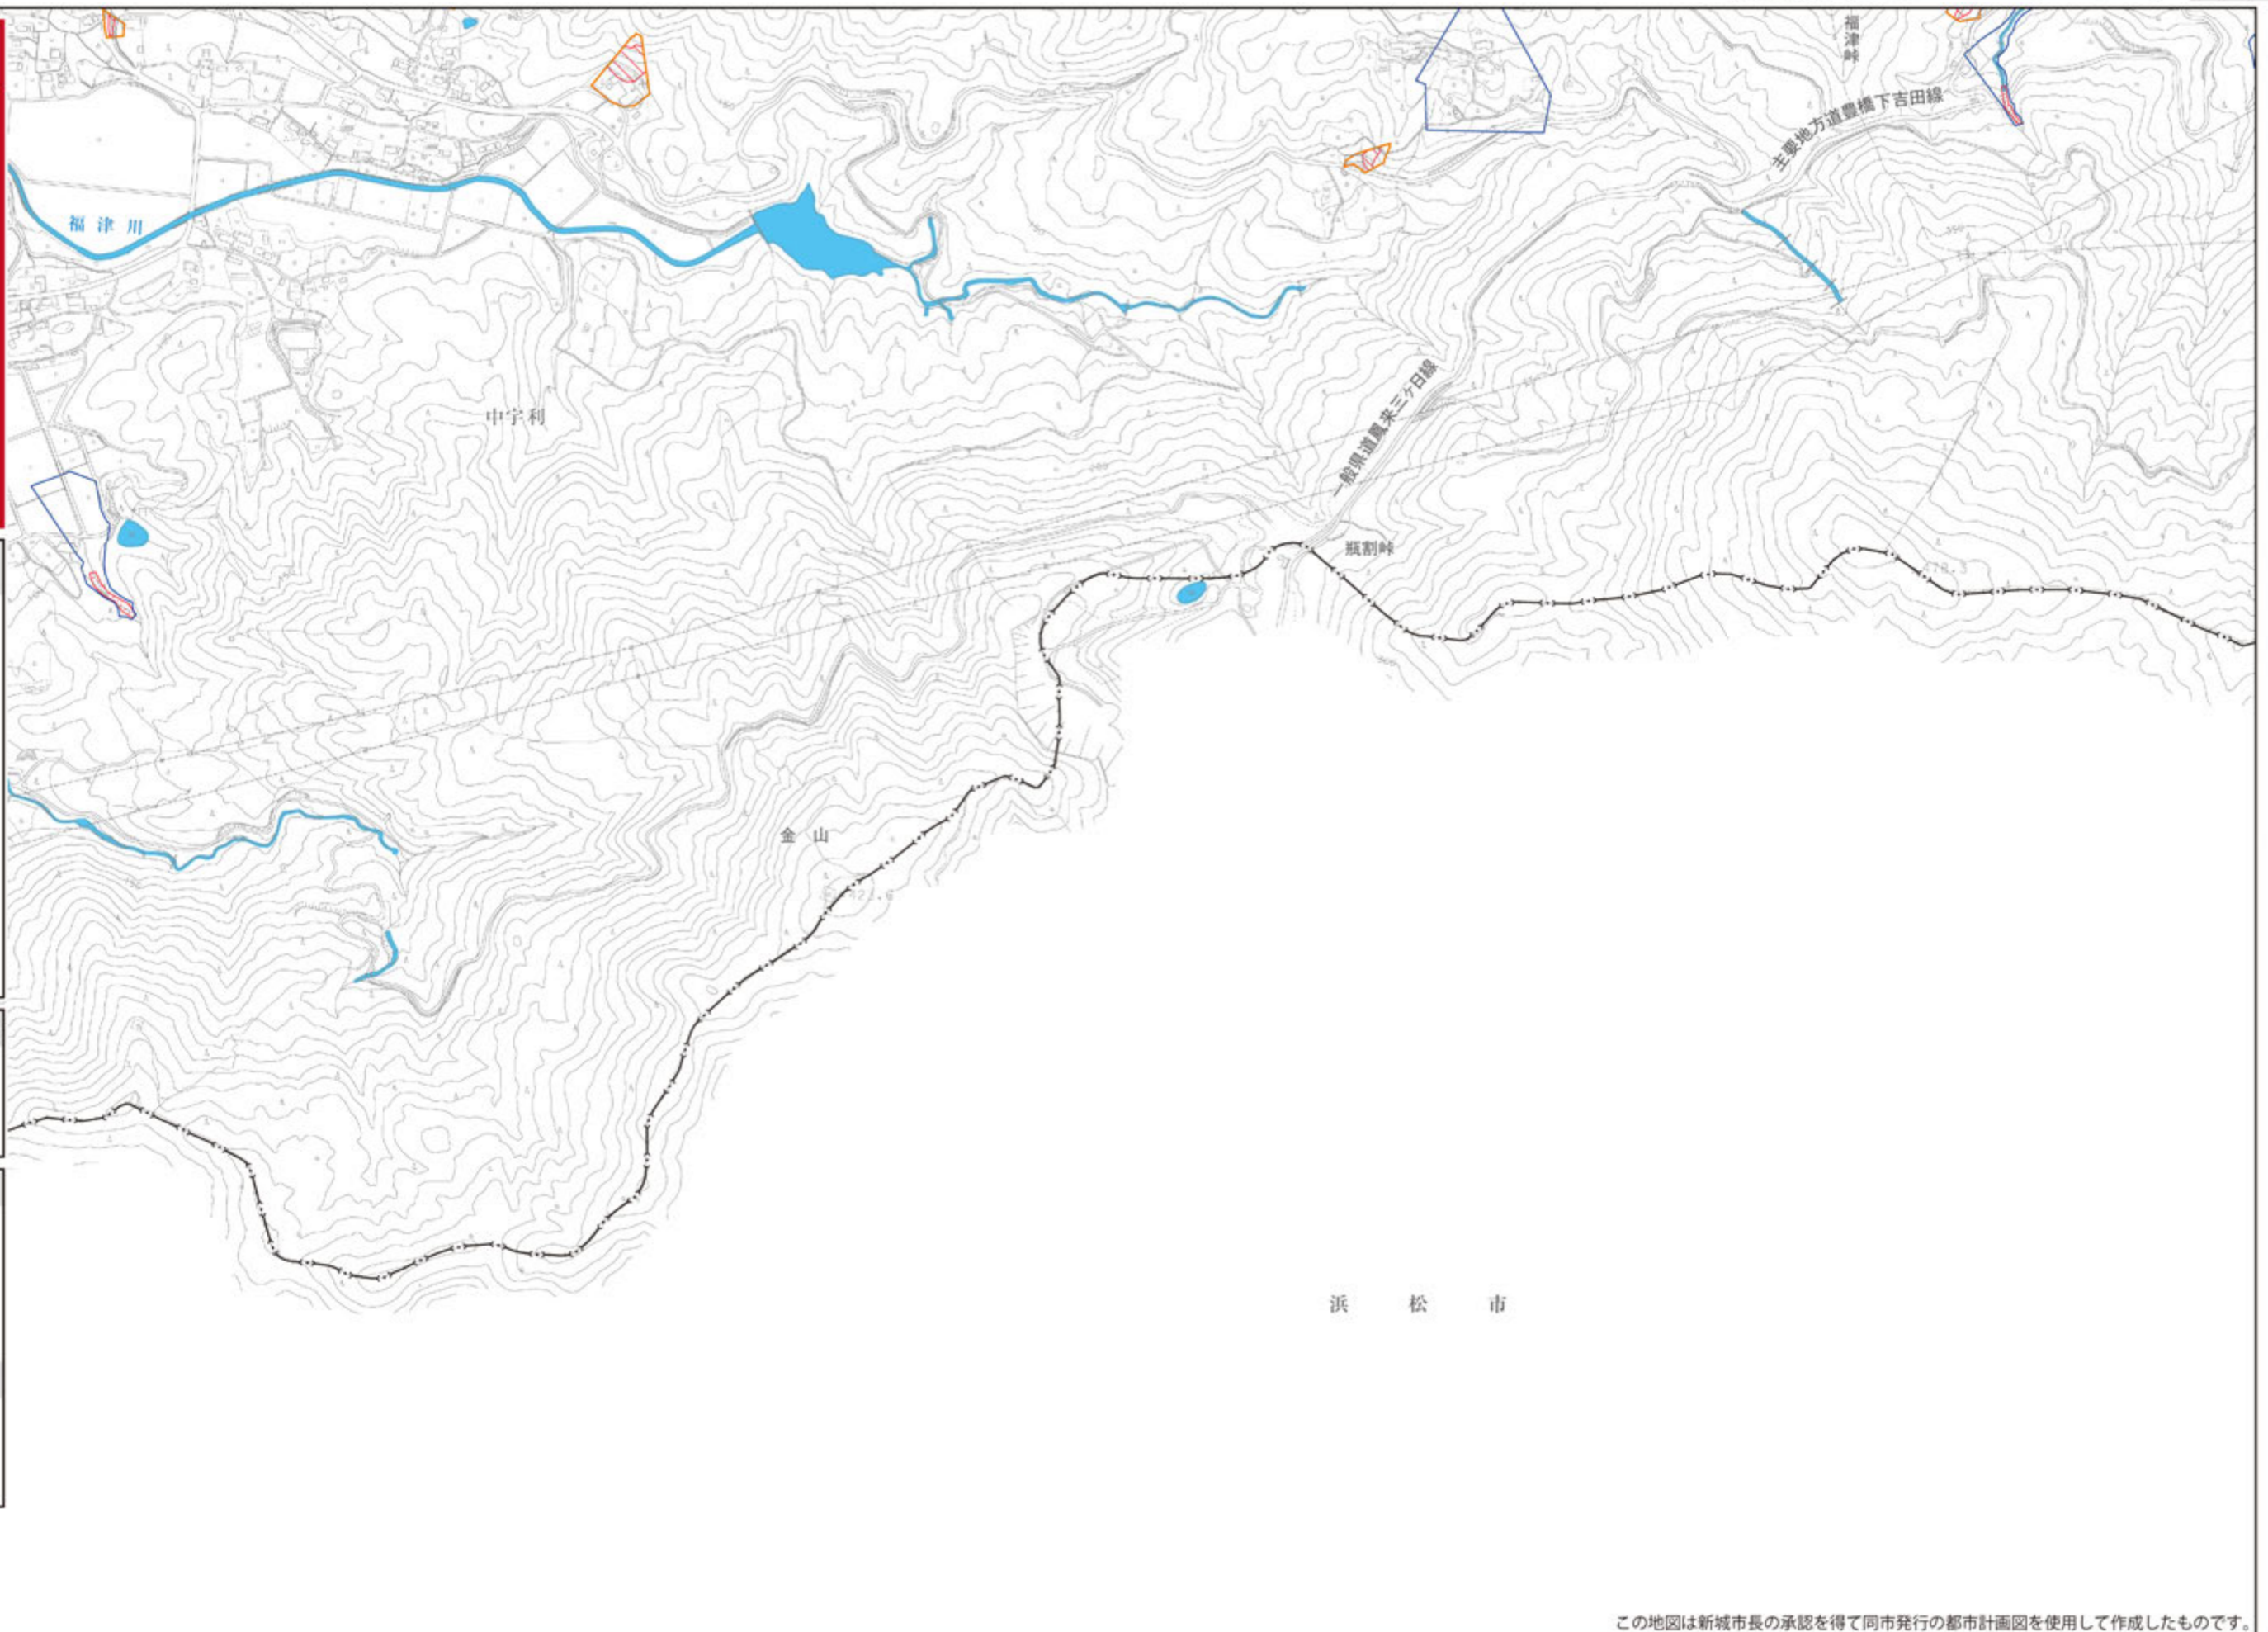 福津峠
主要地方道豊橋下吉田線
福津川
一般県道鳳来三ヶ日線
中宇利
瓶割峠
金山
浜松市
この地図は新城市長の承認を得て同市発行の都市計画図を使用して作成したものです。